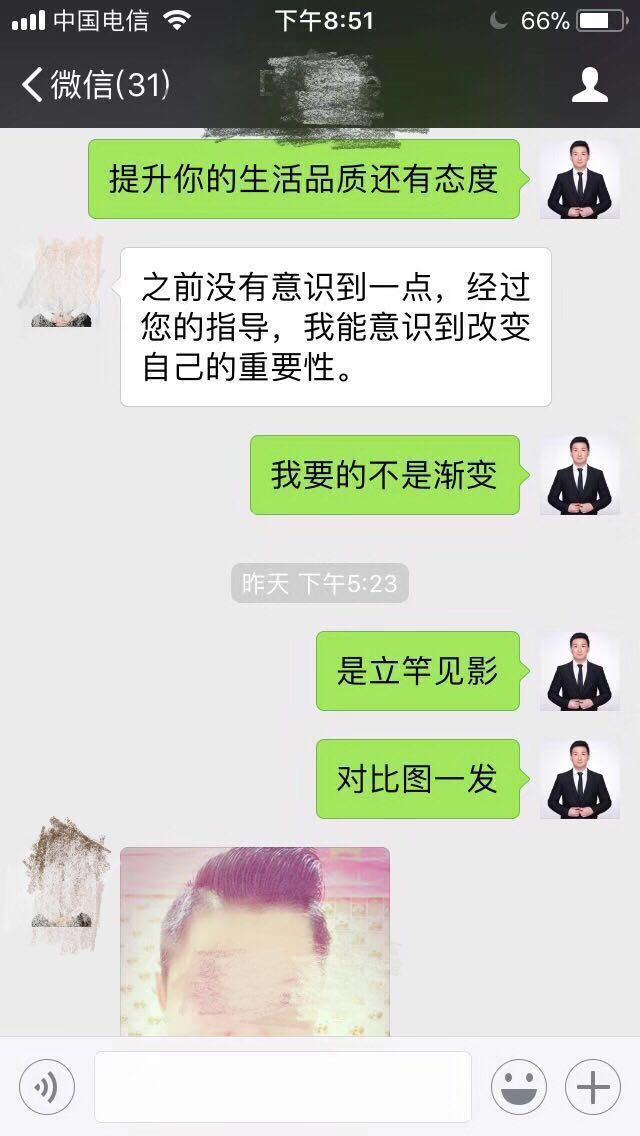 中国电信 下午8:51 66%
微信(31)
提升你的生活品质还有态度
之前没有意识到一点，经过
您的指导，我能意识到改变
自己的重要性。
我要的不是渐变
昨天 下午5:23
是立竿见影
对比图一发